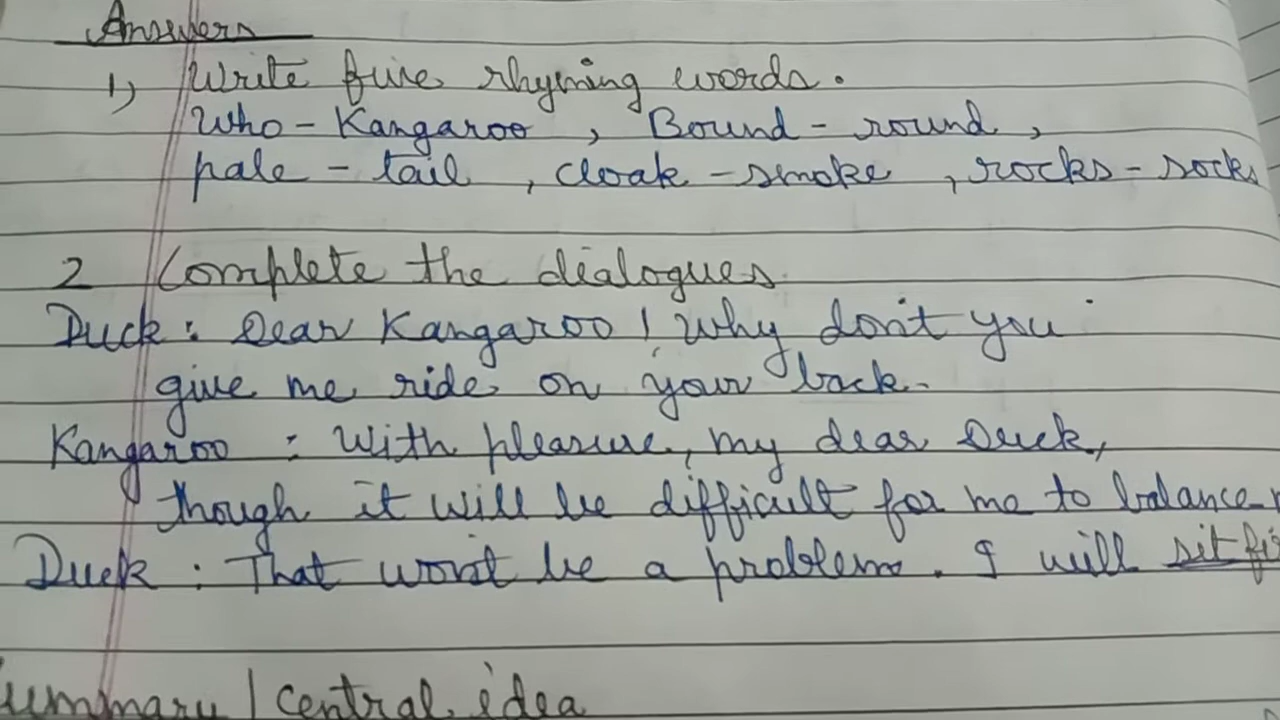 Answers
1) Write five rhyming words.
Who - Kangaroo , Bound - round ,
pale - tail , cloak - smoke , rocks - socks
2 Complete the dialogues.
Duck : Dear Kangaroo ! Why don't you
give me ride on your back.
Kangaroo : With pleasure, my dear Duck,
though it will be difficult for me to balance
Duck : That won't be a problem. I will sit
Summary / Central idea